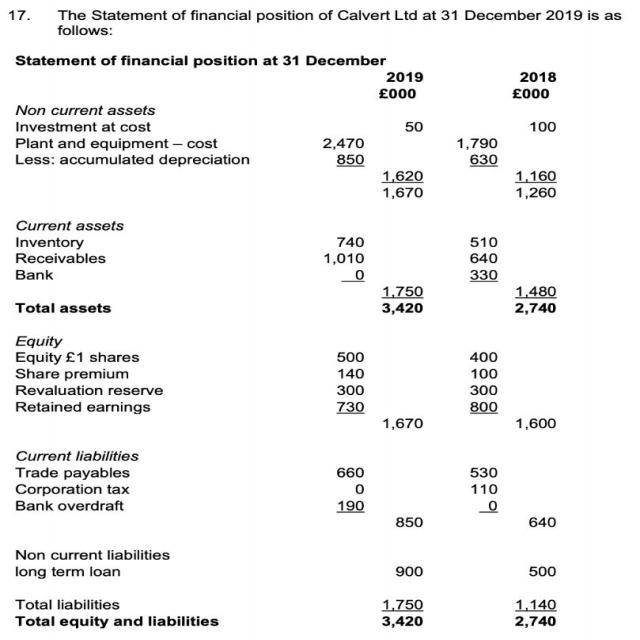 17. The Statement of financial position of Calvert Ltd at 31 December 2019 is as
follows:
Statement of financial position at 31 December
2019 2018
£000 £000
Non current assets
Investment at cost 50 100
Plant and equipment – cost 2,470 1,790
Less: accumulated depreciation 850 630
1,620 1,160
1,670 1,260
Current assets
Inventory 740 510
Receivables 1,010 640
Bank 0 330
1,750 1,480
Total assets 3,420 2,740
Equity
Equity £1 shares 500 400
Share premium 140 100
Revaluation reserve 300 300
Retained earnings 730 800
1,670 1,600
Current liabilities
Trade payables 660 530
Corporation tax 0 110
Bank overdraft 190 0
850 640
Non current liabilities
long term loan 900 500
Total liabilities 1,750 1,140
Total equity and liabilities 3,420 2,740